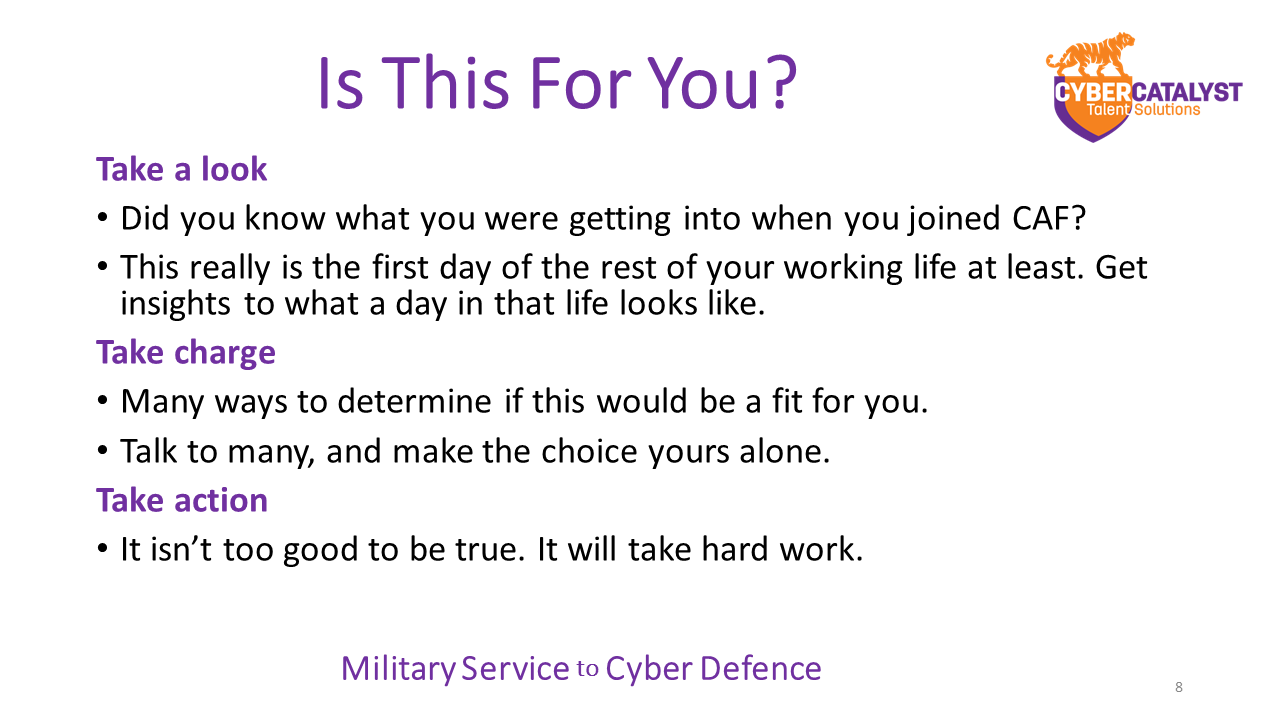 Is This For You?
CYBERCATALYST
Talent Solutions
Take a look
• Did you know what you were getting into when you joined CAF?
• This really is the first day of the rest of your working life at least. Get
insights to what a day in that life looks like.
Take charge
• Many ways to determine if this would be a fit for you.
• Talk to many, and make the choice yours alone.
Take action
• It isn’t too good to be true. It will take hard work.
Military Service to Cyber Defence
8